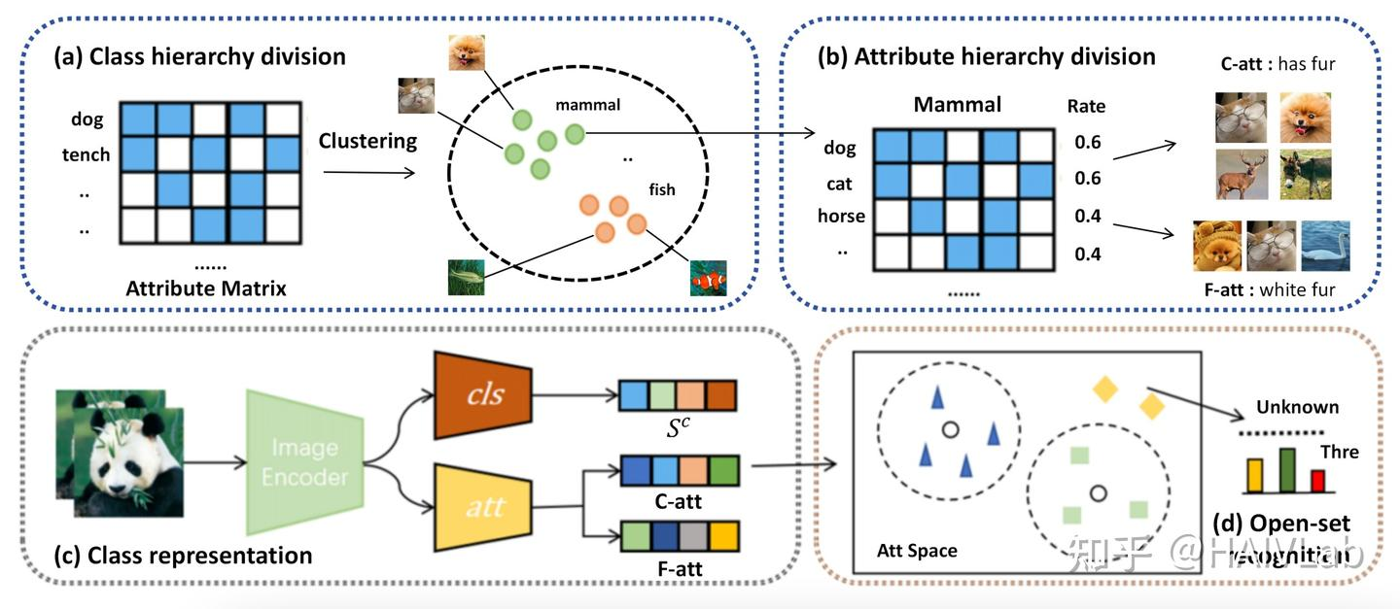 (a) Class hierarchy division
dog
tench
..
..
......
Attribute Matrix
Clustering
mammal
..
fish
(b) Attribute hierarchy division
Mammal
Rate
dog
cat
horse
..
......
0.6
0.6
0.4
0.4
C-att : has fur
F-att : white fur
Image
Encoder
cls
att
S^c
C-att
F-att
(c) Class representation
Att Space
Unknown
Thre
(d) Open-set
recognition
知乎 @HAIVLab